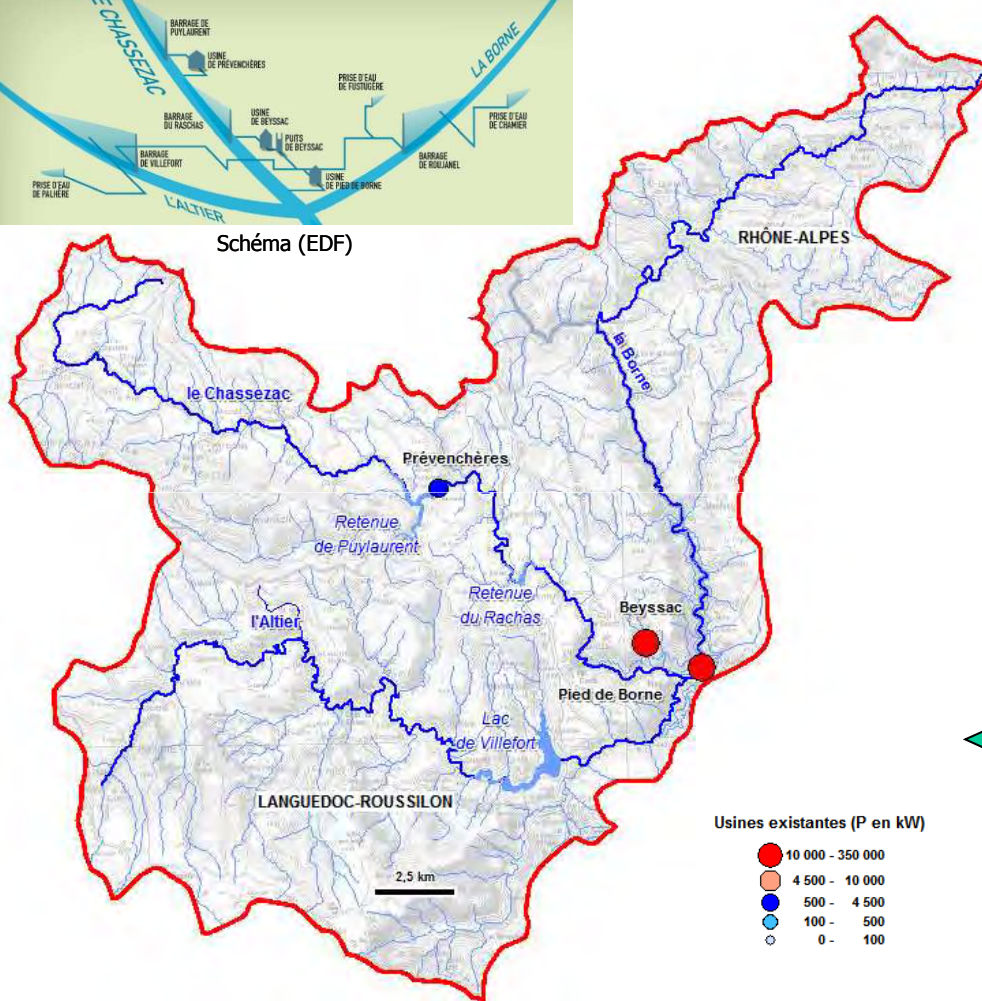 E CHASSEZAC
BARRAGE DE
PUYLAURENT
USINE
DE PRÉVENCHÈRES
LA BORNE
PRISE D'EAU
DE FUSTUGÈRE
BARRAGE
DU RASCHAS
USINE
DE BEYSSAC
PUITS
DE BEYSSAC
PRISE D'EAU
DE CHAMIER
BARRAGE
DE VILLEFORT
BARRAGE
DE ROUJANEL
PRISE D'EAU
DE PALHÈRE
USINE
DE PIED DE BORNE
L'ALTIER
Schéma (EDF)
RHÔNE-ALPES
la Borne
le Chassezac
Prévenchères
Retenue
de Puylaurent
Retenue
du Rachas
Beyssac
l'Altier
Pied de Borne
Lac
de Villefort
LANGUEDOC-ROUSSILON
2,5 km
Usines existantes (P en kW)
10 000 - 350 000
4 500 - 10 000
500 - 4 500
100 - 500
0 - 100